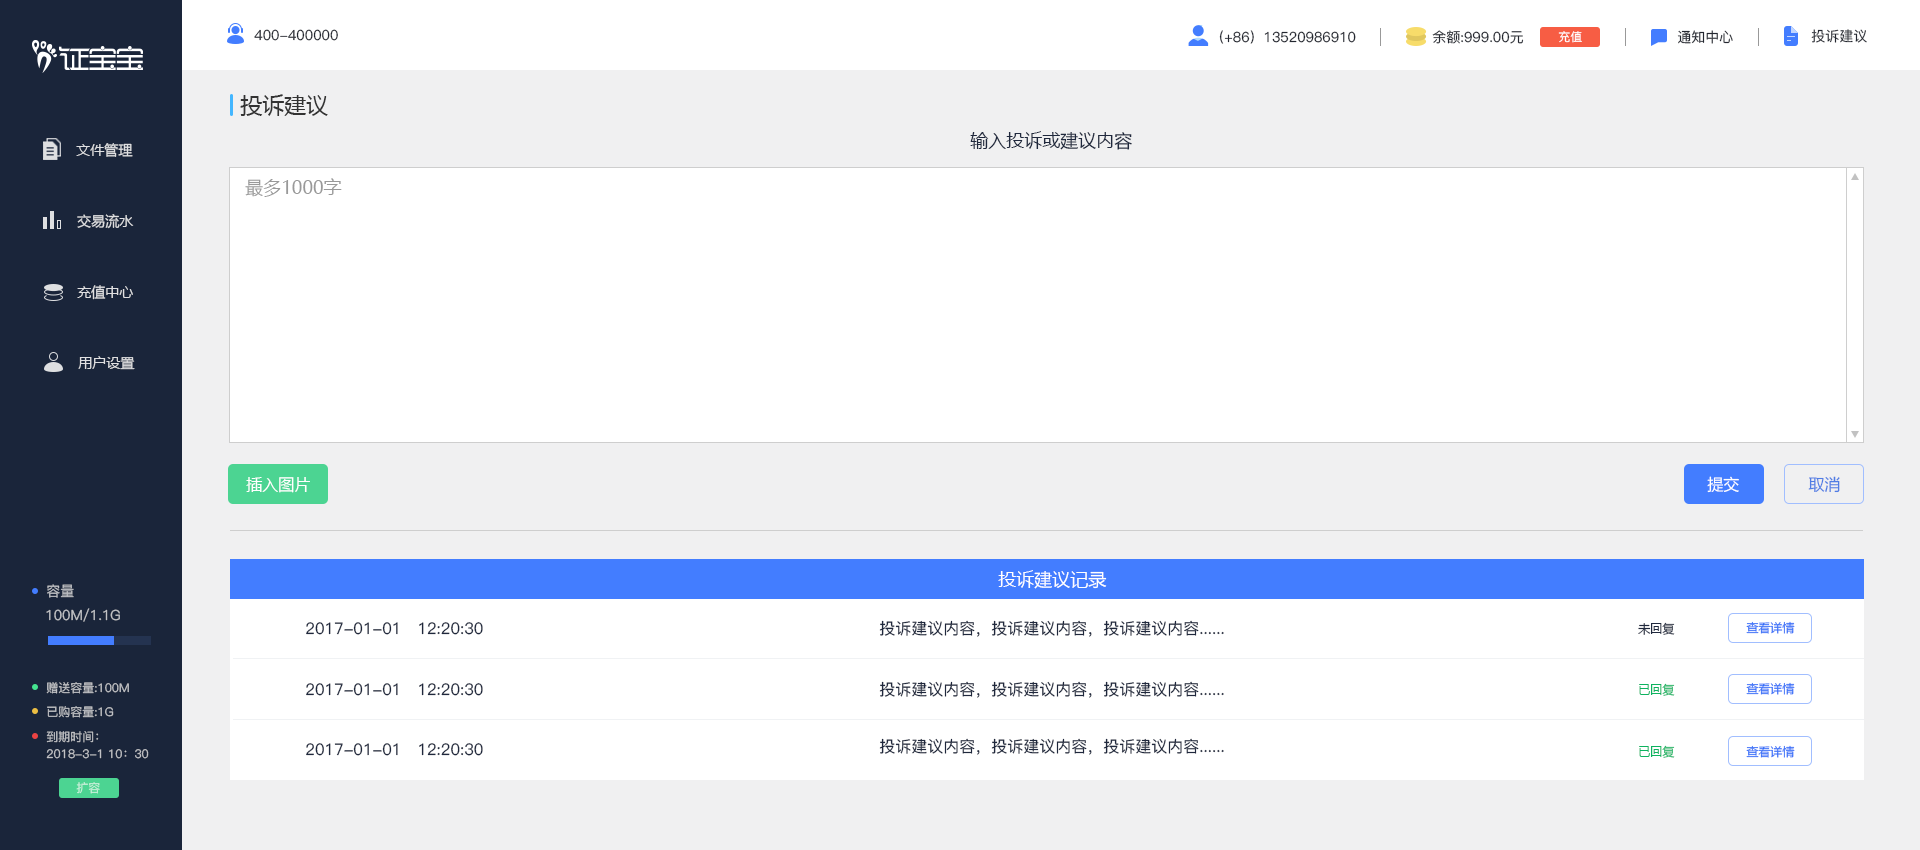 证宝宝
400-400000
(+86) 13520986910
余额:999.00元
充值
通知中心
投诉建议
文件管理
交易流水
充值中心
用户设置
容量
100M/1.1G
赠送容量:100M
已购容量:1G
到期时间:
2018-3-1 10: 30
扩容
投诉建议
输入投诉或建议内容
最多1000字
插入图片
提交
取消
投诉建议记录
2017-01-01 12:20:30 投诉建议内容，投诉建议内容，投诉建议内容...... 未回复 查看详情
2017-01-01 12:20:30 投诉建议内容，投诉建议内容，投诉建议内容...... 已回复 查看详情
2017-01-01 12:20:30 投诉建议内容，投诉建议内容，投诉建议内容...... 已回复 查看详情